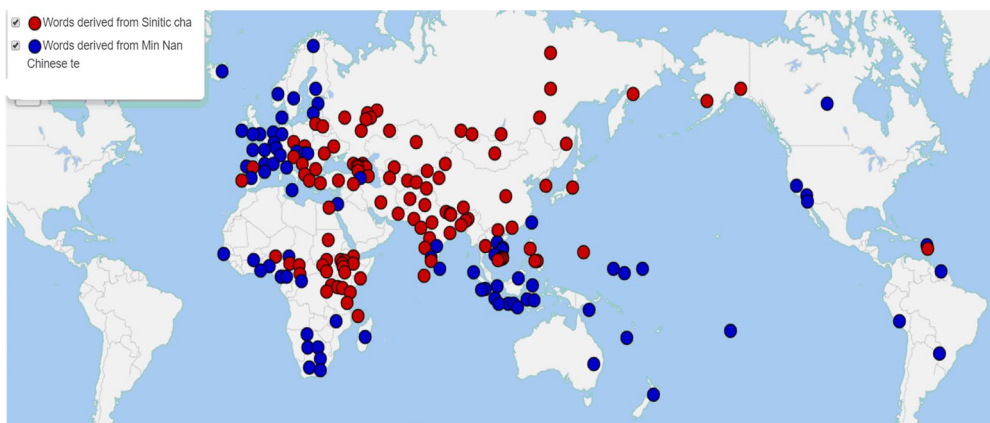 Words derived from Sinitic cha
Words derived from Min Nan
Chinese te